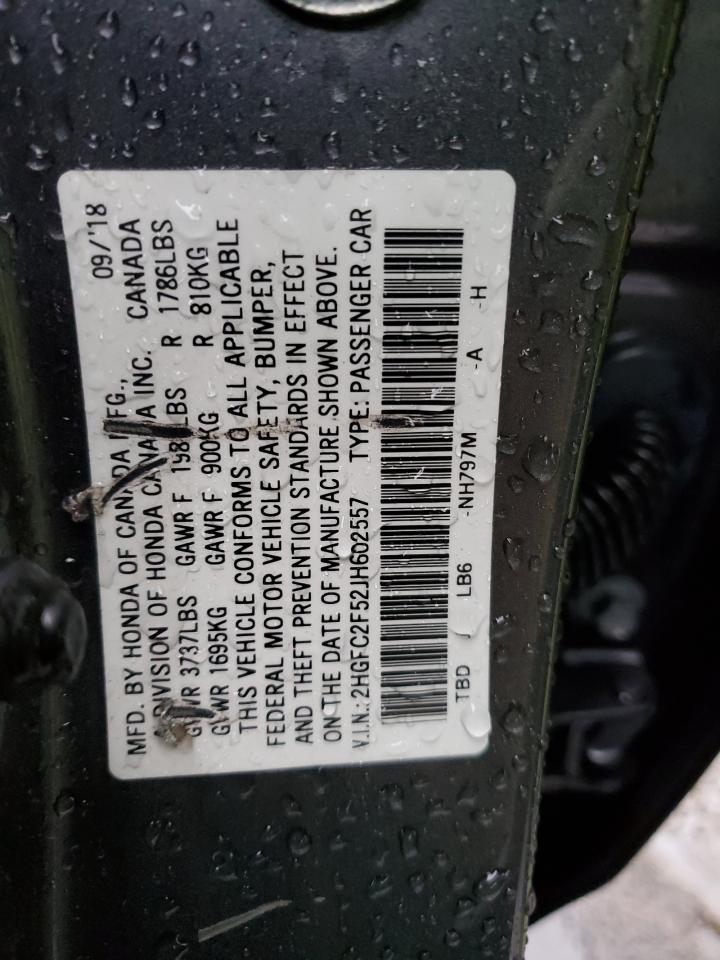 MFD. BY HONDA OF CANADA MFG., 09/'18
A DIVISION OF HONDA CANADA INC. CANADA
GVWR 3737LBS GAWR F LBS R 1786LBS
GVWR 1695KG GAWR F 900KG R 810KG
THIS VEHICLE CONFORMS TO ALL APPLICABLE
FEDERAL MOTOR VEHICLE SAFETY, BUMPER,
AND THEFT PREVENTION STANDARDS IN EFFECT
ON THE DATE OF MANUFACTURE SHOWN ABOVE.
V.I.N.: 2HGFC2F52JH602557 TYPE: PASSENGER CAR
TBD LB6 -NH797M -A -H